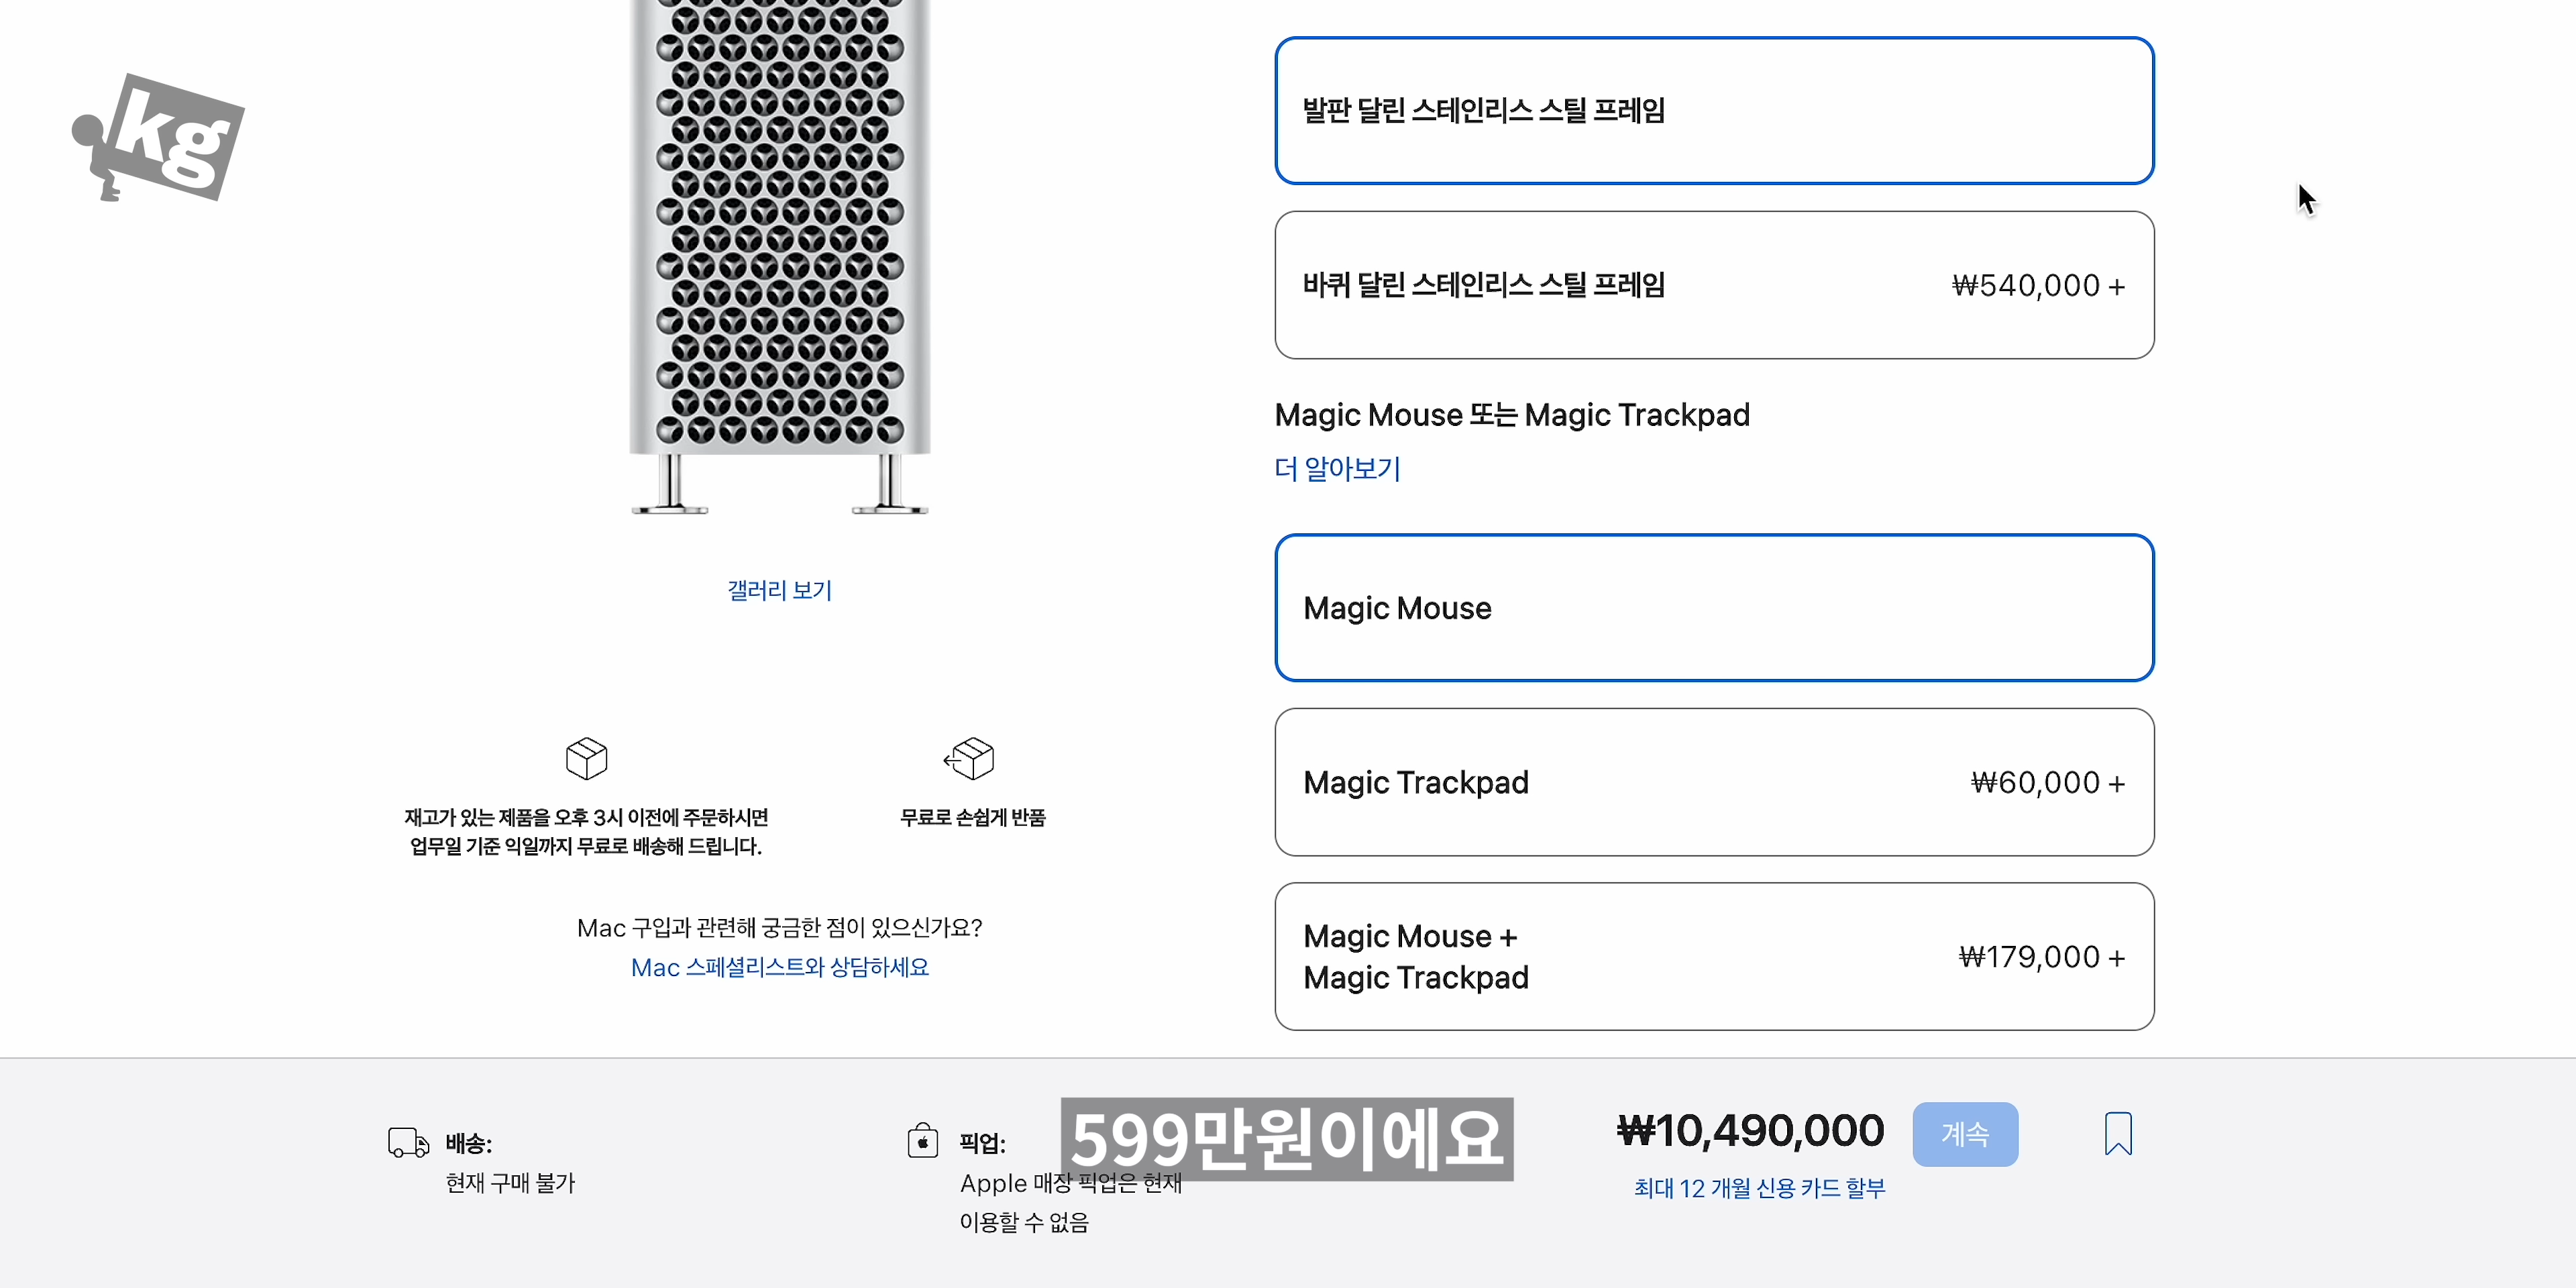 kg
발판 달린 스테인리스 스틸 프레임
바퀴 달린 스테인리스 스틸 프레임
₩540,000 +
Magic Mouse 또는 Magic Trackpad
더 알아보기
갤러리 보기
Magic Mouse
Magic Trackpad
₩60,000 +
재고가 있는 제품을 오후 3시 이전에 주문하시면
업무일 기준 익일까지 무료로 배송해 드립니다.
무료로 손쉽게 반품
Magic Mouse +
Magic Trackpad
₩179,000 +
Mac 구입과 관련해 궁금한 점이 있으신가요?
Mac 스페셜리스트와 상담하세요
배송:
현재 구매 불가
픽업:
Apple 매장 픽업은 현재
이용할 수 없음
599만원이에요
₩10,490,000
최대 12 개월 신용 카드 할부
계속